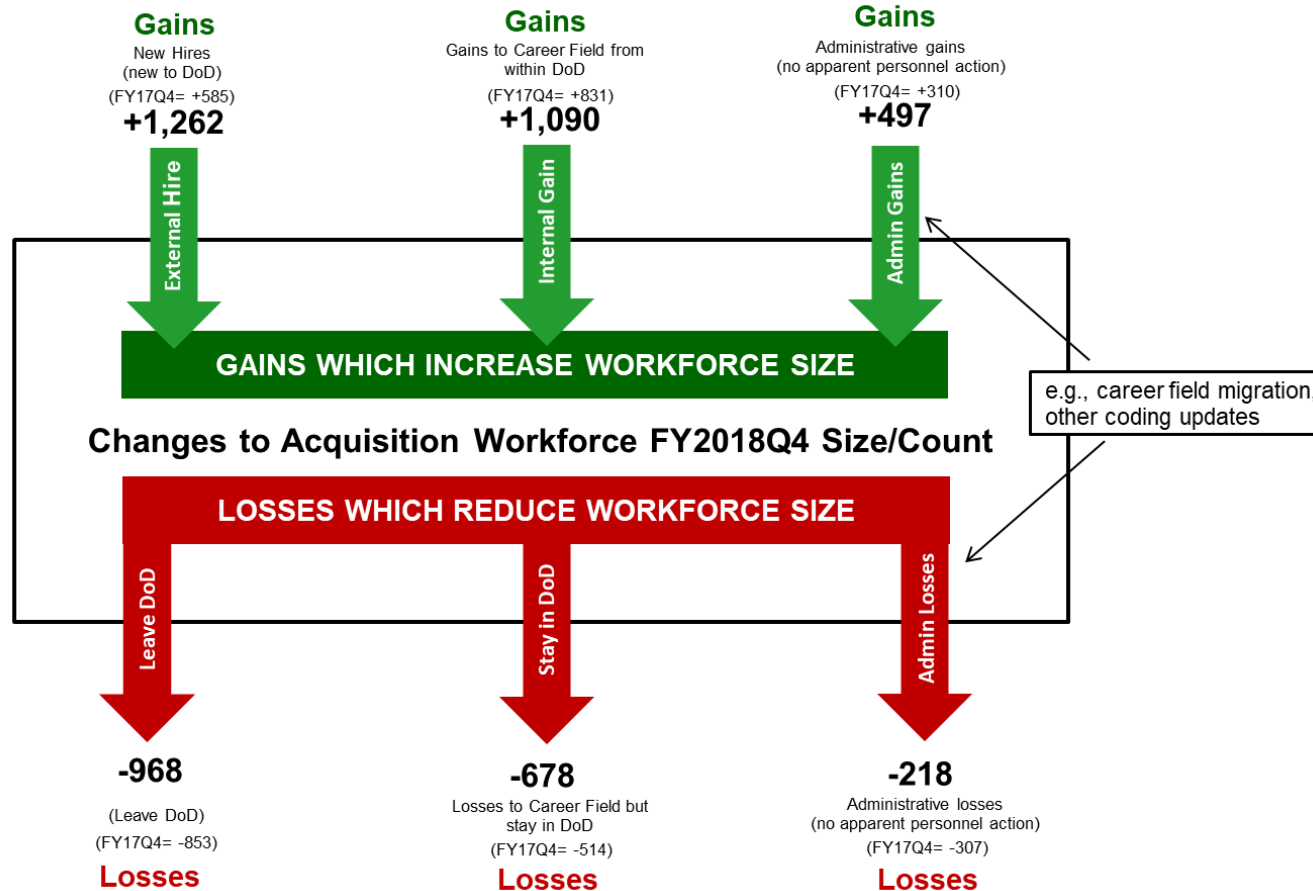 Gains
New Hires
(new to DoD)
(FY17Q4= +585)
+1,262
Gains
Gains to Career Field from
within DoD
(FY17Q4= +831)
+1,090
Gains
Administrative gains
(no apparent personnel action)
(FY17Q4= +310)
+497
External Hire
Internal Gain
Admin Gains
GAINS WHICH INCREASE WORKFORCE SIZE
e.g., career field migration,
other coding updates
Changes to Acquisition Workforce FY2018Q4 Size/Count
LOSSES WHICH REDUCE WORKFORCE SIZE
Leave DoD
Stay in DoD
Admin Losses
-968
(Leave DoD)
(FY17Q4= -853)
Losses
-678
Losses to Career Field but
stay in DoD
(FY17Q4= -514)
Losses
-218
Administrative losses
(no apparent personnel action)
(FY17Q4= -307)
Losses